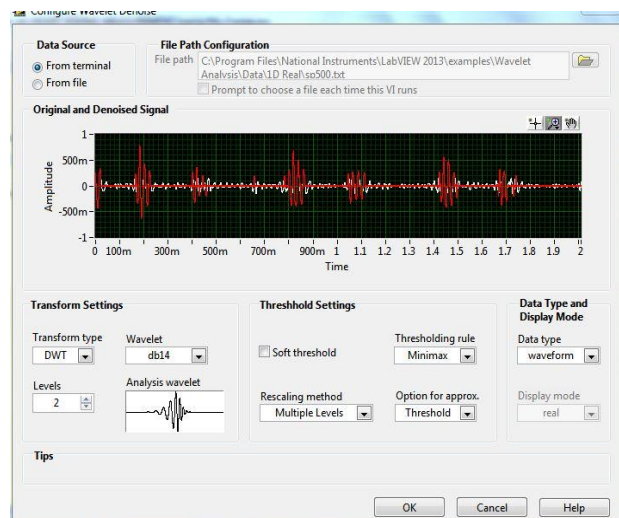 Configure Wavelet Denoise
Data Source
File Path Configuration
From terminal
From file
File path
C:\Program Files\National Instruments\LabVIEW 2013\examples\Wavelet
Analysis\Data\1D Real\so500.txt
Prompt to choose a file each time this VI runs
Original and Denoised Signal
Amplitude
1
500m
0
-500m
-1
0 100m 300m 500m 700m 900m 1 1.1 1.2 1.3 1.4 1.5 1.6 1.7 1.8 1.9 2
Time
Transform Settings
Transform type
DWT
Wavelet
db14
Levels
2
Analysis wavelet
Threshhold Settings
Soft threshold
Thresholding rule
Minimax
Rescaling method
Multiple Levels
Option for approx.
Threshold
Data Type and
Display Mode
Data type
waveform
Display mode
real
Tips
OK Cancel Help